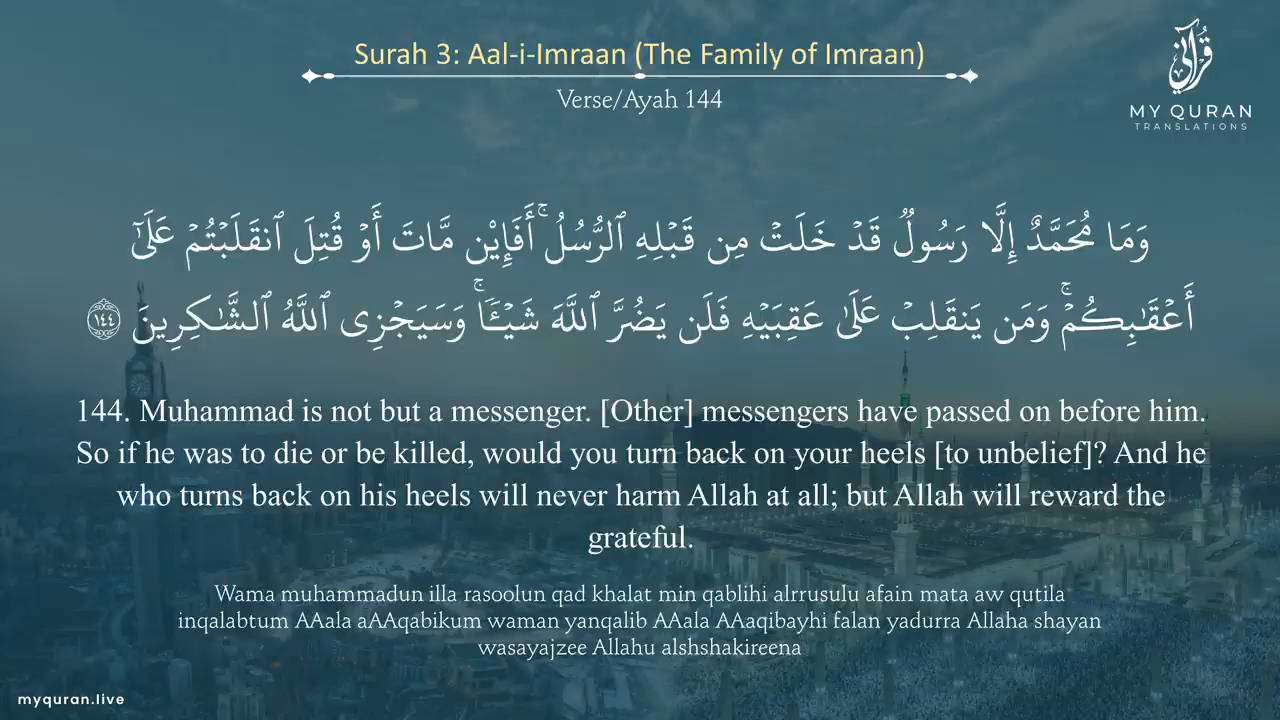 Surah 3: Aal-i-Imraan (The Family of Imraan)
Verse/Ayah 144
قرآني
MY QURAN
TRANSLATIONS
وَمَا مُحَمَّدٌ إِلَّا رَسُولٌ قَدْ خَلَتْ مِن قَبْلِهِ ٱلرُّسُلُ ۚ أَفَإِي۟ن مَّاتَ أَوْ قُتِلَ ٱنقَلَبْتُمْ عَلَىٰٓ
أَعْقَـٰبِكُمْ ۚ وَمَن يَنقَلِبْ عَلَىٰ عَقِبَيْهِ فَلَن يَضُرَّ ٱللَّهَ شَيْـًٔا ۗ وَسَيَجْزِى ٱللَّهُ ٱلشَّـٰكِرِينَ ١٤٤
144. Muhammad is not but a messenger. [Other] messengers have passed on before him.
So if he was to die or be killed, would you turn back on your heels [to unbelief]? And he
who turns back on his heels will never harm Allah at all; but Allah will reward the
grateful.
Wama muhammadun illa rasoolun qad khalat min qablihi alrrusulu afain mata aw qutila
inqalabtum AAala aAAqabikum waman yanqalib AAala AAaqibayhi falan yadurra Allaha shayan
wasayajzee Allahu alshshakireena
myquran.live